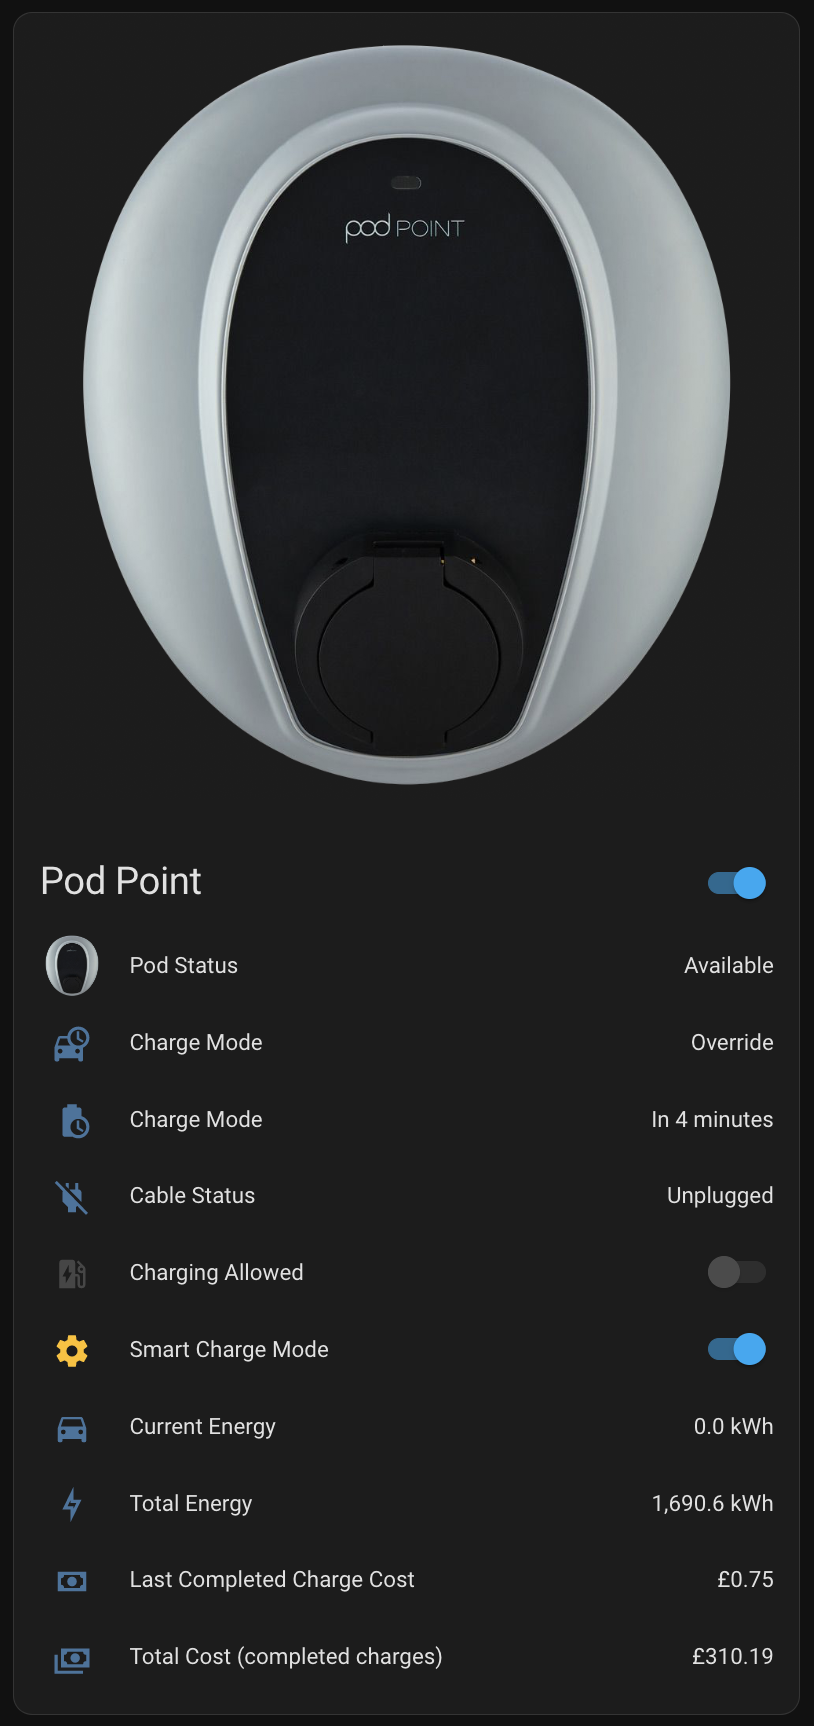 pod POINT
Pod Point
Pod Status Available
Charge Mode Override
Charge Mode In 4 minutes
Cable Status Unplugged
Charging Allowed
Smart Charge Mode
Current Energy 0.0 kWh
Total Energy 1,690.6 kWh
Last Completed Charge Cost £0.75
Total Cost (completed charges) £310.19